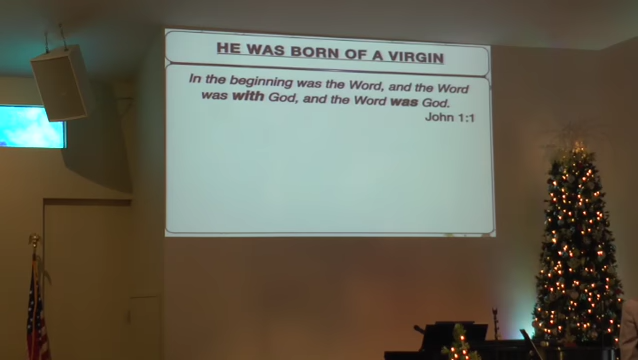 HE WAS BORN OF A VIRGIN
In the beginning was the Word, and the Word
was with God, and the Word was God.
John 1:1